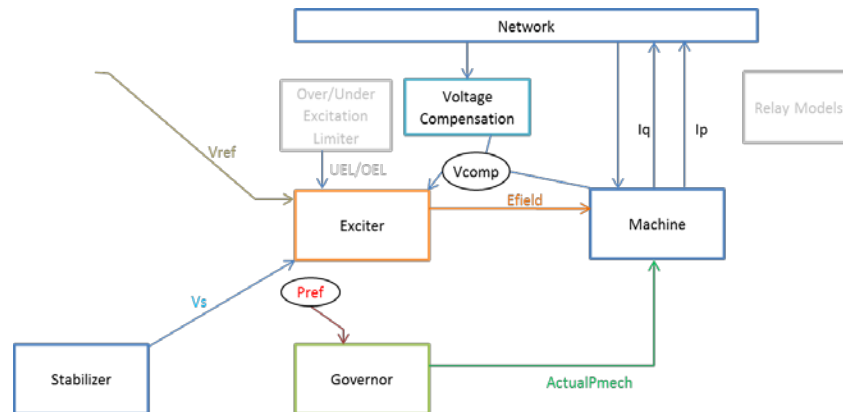 Network
Over/Under
Excitation
Limiter
Voltage
Compensation
Relay Models
Vref
UEL/OEL
Vcomp
Iq
Ip
Exciter
Efield
Machine
Vs
Pref
Stabilizer
Governor
ActualPmech